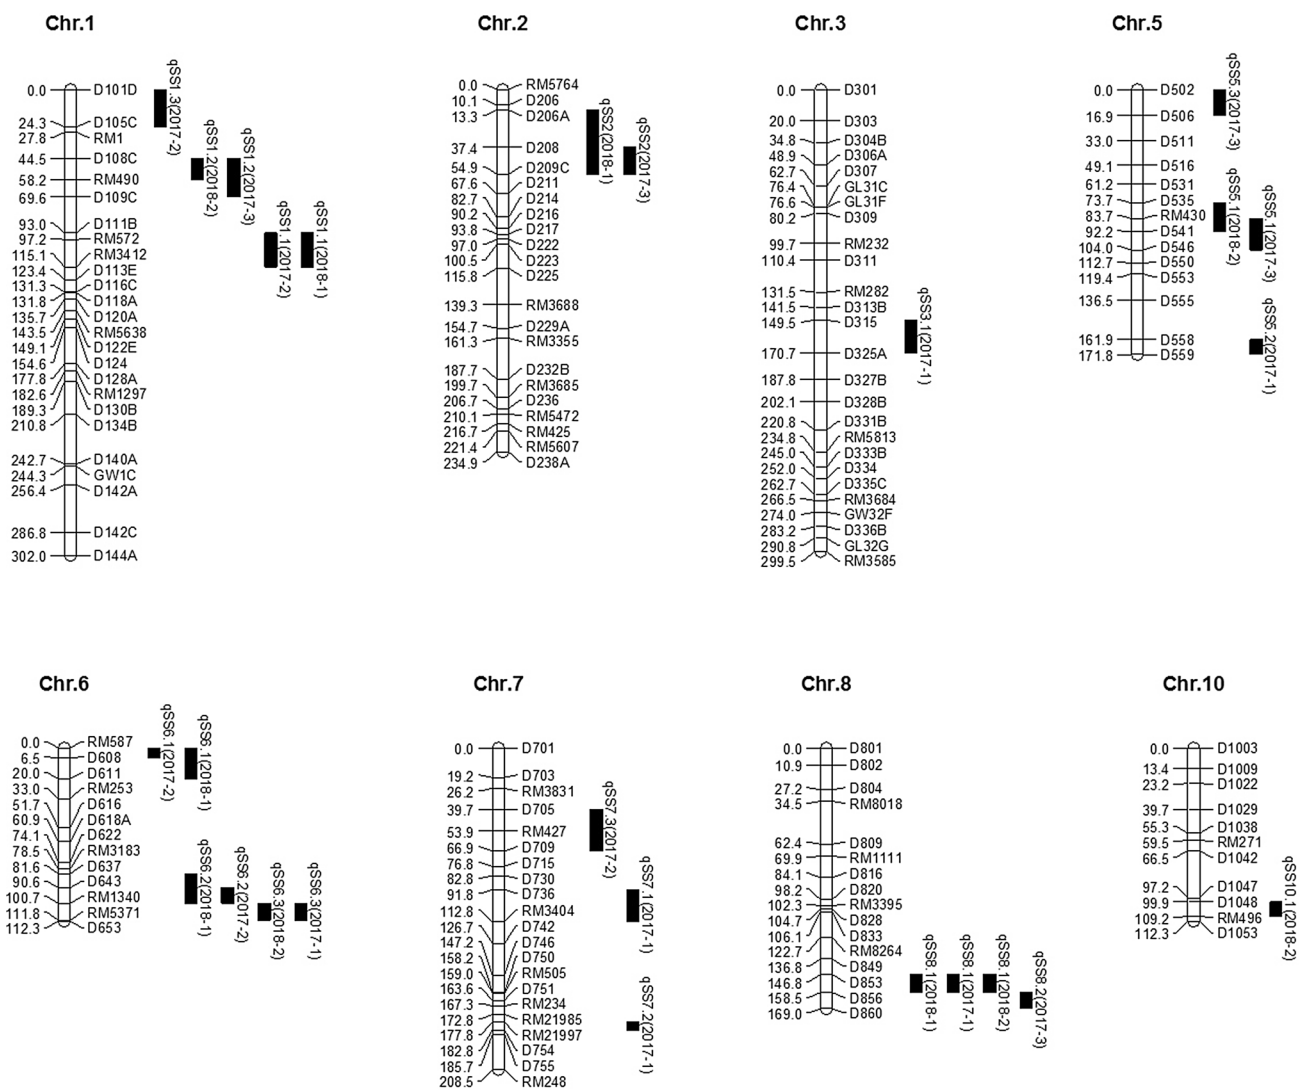 Chr.1
0.0 D101D
24.3 D105C
27.8 RM1
44.5 D108C
58.2 RM490
69.6 D109C
93.0 D111B
97.2 RM572
115.1 RM3412
123.4 D113E
131.3 D116C
131.8 D118A
135.7 D120A
143.5 RM5638
149.1 D122E
154.6 D124
177.8 D128A
182.6 RM1297
189.3 D130B
210.8 D134B
242.7 D140A
244.3 GW1C
256.4 D142A
286.8 D142C
302.0 D144A
qSS1.3(2017-2)
qSS1.2(2018-2)
qSS1.2(2017-3)
qSS1.1(2017-2)
qSS1.1(2018-1)
Chr.2
0.0 RM5764
10.1 D206
13.3 D206A
37.4 D208
54.9 D209C
67.6 D211
82.7 D214
90.2 D216
93.8 D217
97.0 D222
100.5 D223
115.8 D225
139.3 RM3688
154.7 D229A
161.3 RM3355
187.7 D232B
199.7 RM3685
206.7 D236
210.1 RM5472
216.7 RM425
221.4 RM5607
234.9 D238A
qSS2(2018-1)
qSS2(2017-3)
Chr.3
0.0 D301
20.0 D303
34.8 D304B
48.9 D306A
62.7 D307
76.4 GL31C
76.6 GL31F
80.2 D309
99.7 RM232
110.4 D311
131.5 RM282
141.5 D313B
149.5 D315
170.7 D325A
187.8 D327B
202.1 D328B
220.8 D331B
234.8 RM5813
245.0 D333B
252.0 D334
262.7 D335C
266.5 RM3684
274.0 GW32F
283.2 D336B
290.8 GL32G
299.5 RM3585
qSS3.1(2017-1)
Chr.5
0.0 D502
16.9 D506
33.0 D511
49.1 D516
61.2 D531
73.7 D535
83.7 RM430
92.2 D541
104.0 D546
112.7 D550
119.4 D553
136.5 D555
161.9 D558
171.8 D559
qSS5.3(2017-3)
qSS5.1(2018-2)
qSS5.1(2017-3)
qSS5.2(2017-1)
Chr.6
0.0 RM587
6.5 D608
20.0 D611
33.0 RM253
51.7 D616
60.9 D618A
74.1 D622
78.5 RM3183
81.6 D637
90.6 D643
100.7 RM1340
111.8 RM5371
112.3 D653
qSS6.1(2017-2)
qSS6.1(2018-1)
qSS6.2(2018-1)
qSS6.2(2017-2)
qSS6.3(2018-2)
qSS6.3(2017-1)
Chr.7
0.0 D701
19.2 D703
26.2 RM3831
39.7 D705
53.9 RM427
66.9 D709
76.8 D715
82.8 D730
91.8 D736
112.8 RM3404
126.7 D742
147.2 D746
158.2 D750
159.0 RM505
163.6 D751
167.3 RM234
172.8 RM21985
177.8 RM21997
182.8 D754
185.7 D755
208.5 RM248
qSS7.3(2017-2)
qSS7.1(2017-1)
qSS7.2(2017-1)
Chr.8
0.0 D801
10.9 D802
27.2 D804
34.5 RM8018
62.4 D809
69.9 RM1111
84.1 D816
98.2 D820
102.3 RM3395
104.7 D828
106.1 D833
122.7 RM8264
136.8 D849
146.8 D853
158.5 D856
169.0 D860
qSS8.1(2018-1)
qSS8.1(2017-1)
qSS8.1(2018-2)
qSS8.2(2017-3)
Chr.10
0.0 D1003
13.4 D1009
23.2 D1022
39.7 D1029
55.3 D1038
59.5 RM271
66.5 D1042
97.2 D1047
99.9 D1048
109.2 RM496
112.3 D1053
qSS10.1(2018-2)